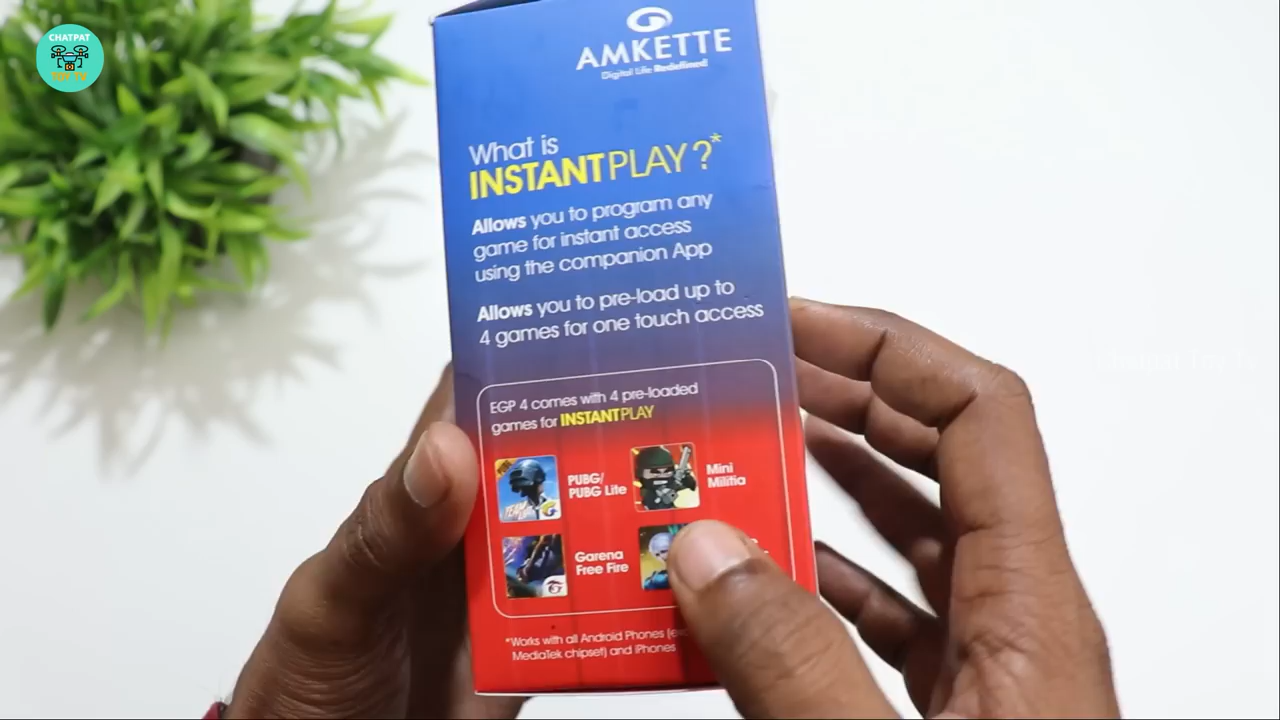 CHATPAT
TOY TV
AMKETTE
Digital Life Redefined
What is
INSTANTPLAY?*
Allows you to program any
game for instant access
using the companion App
Allows you to pre-load up to
4 games for one touch access
EGP 4 comes with 4 pre-loaded
games for INSTANTPLAY
PUBG/
PUBG Lite
Mini
Militia
Garena
Free Fire
*Works with all Android Phones
MediaTek chipset) and iPhones